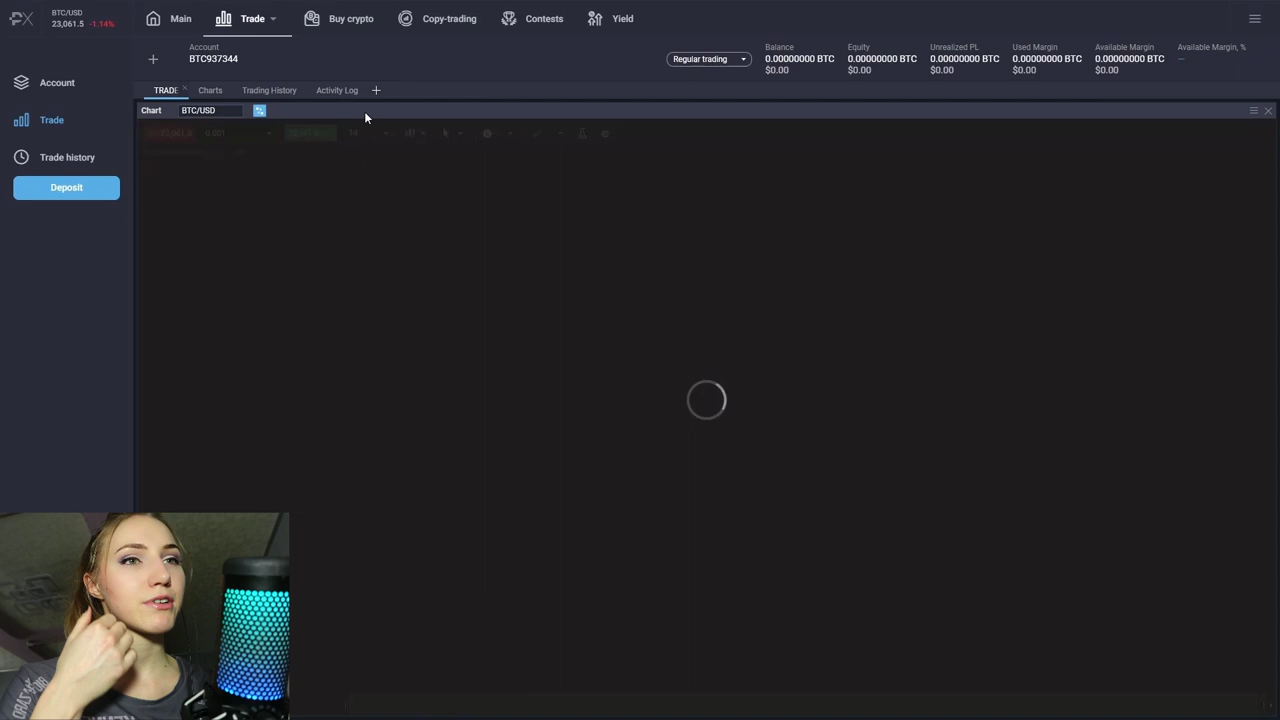 PX
BTC/USD
23,061.5 -1.14%
Main
Trade
Buy crypto
Copy-trading
Contests
Yield
Account
BTC937344
Regular trading
Balance
0.00000000 BTC
$0.00
Equity
0.00000000 BTC
$0.00
Unrealized PL
0.00000000 BTC
$0.00
Used Margin
0.00000000 BTC
$0.00
Available Margin
0.00000000 BTC
$0.00
Available Margin, %
—
Account
Trade
Trade history
Deposit
TRADE
Charts
Trading History
Activity Log
Chart
BTC/USD
0.001